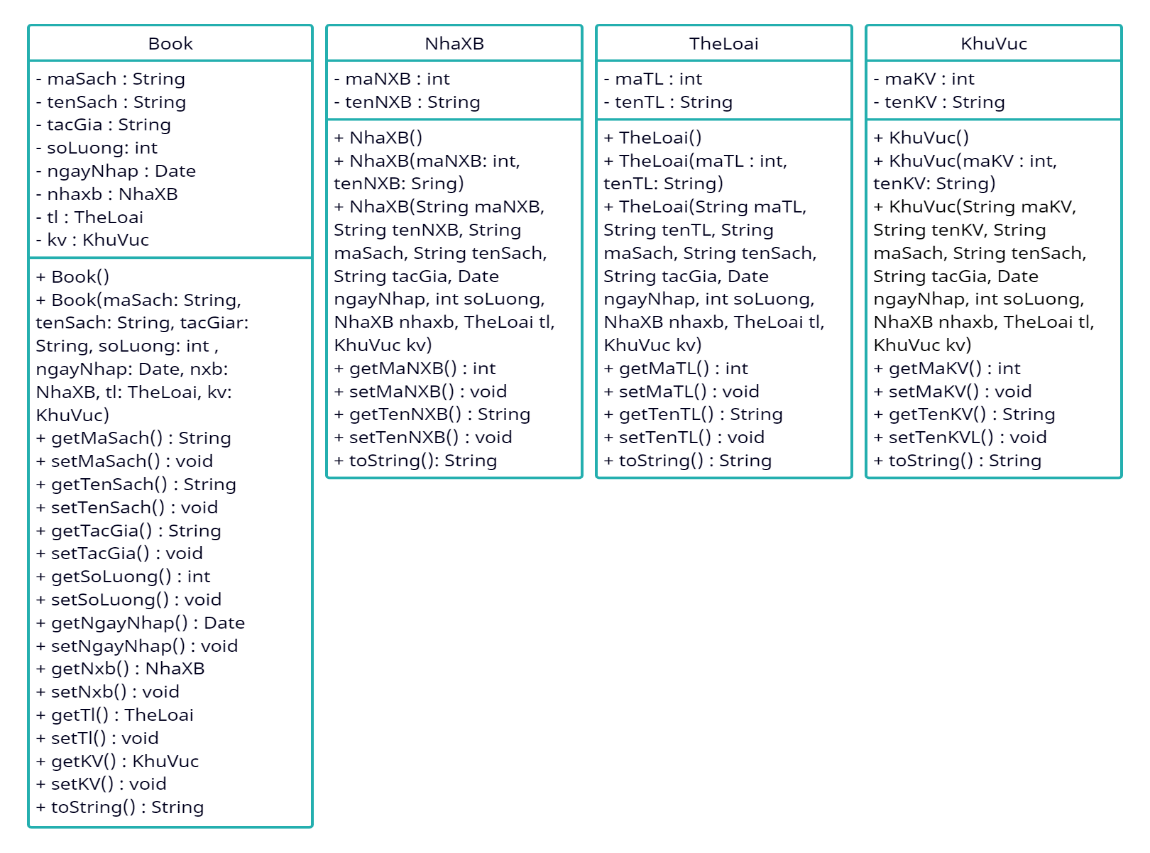 Book
- maSach : String
- tenSach : String
- tacGia : String
- soLuong: int
- ngayNhap : Date
- nhaxb : NhaXB
- tl : TheLoai
- kv : KhuVuc
+ Book()
+ Book(maSach: String,
tenSach: String, tacGiar:
String, soLuong: int ,
ngayNhap: Date, nxb:
NhaXB, tl: TheLoai, kv:
KhuVuc)
+ getMaSach() : String
+ setMaSach() : void
+ getTenSach() : String
+ setTenSach() : void
+ getTacGia() : String
+ setTacGia() : void
+ getSoLuong() : int
+ setSoLuong() : void
+ getNgayNhap() : Date
+ setNgayNhap() : void
+ getNxb() : NhaXB
+ setNxb() : void
+ getTl() : TheLoai
+ setTl() : void
+ getKV() : KhuVuc
+ setKV() : void
+ toString() : String
NhaXB
- maNXB : int
- tenNXB : String
+ NhaXB()
+ NhaXB(maNXB: int,
tenNXB: Sring)
+ NhaXB(String maNXB,
String tenNXB, String
maSach, String tenSach,
String tacGia, Date
ngayNhap, int soLuong,
NhaXB nhaxb, TheLoai tl,
KhuVuc kv)
+ getMaNXB() : int
+ setMaNXB() : void
+ getTenNXB() : String
+ setTenNXB() : void
+ toString(): String
TheLoai
- maTL : int
- tenTL : String
+ TheLoai()
+ TheLoai(maTL : int,
tenTL: String)
+ TheLoai(String maTL,
String tenTL, String
maSach, String tenSach,
String tacGia, Date
ngayNhap, int soLuong,
NhaXB nhaxb, TheLoai tl,
KhuVuc kv)
+ getMaTL() : int
+ setMaTL() : void
+ getTenTL() : String
+ setTenTL() : void
+ toString() : String
KhuVuc
- maKV : int
- tenKV : String
+ KhuVuc()
+ KhuVuc(maKV : int,
tenKV: String)
+ KhuVuc(String maKV,
String tenKV, String
maSach, String tenSach,
String tacGia, Date
ngayNhap, int soLuong,
NhaXB nhaxb, TheLoai tl,
KhuVuc kv)
+ getMaKV() : int
+ setMaKV() : void
+ getTenKV() : String
+ setTenKVL() : void
+ toString() : String